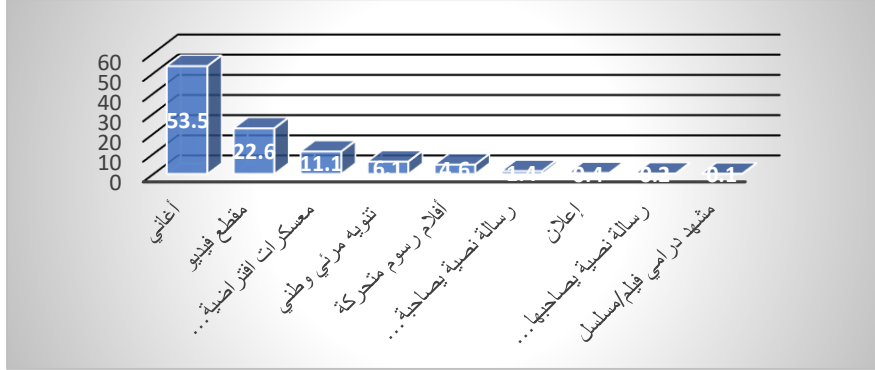 60
50
40
30
20
10
0
53.5
22.6
11.1
6.1
4.6
1.4
0.4
0.2
0.1
أغاني
مقطع فيديو
معسكرات افتراضية...
تنويه مرئي وطني
أفلام رسوم متحركة
رسالة نصية يصاحبة...
إعلان
رسالة نصية يصاحبها...
مشهد درامي فيلم/مسلسل